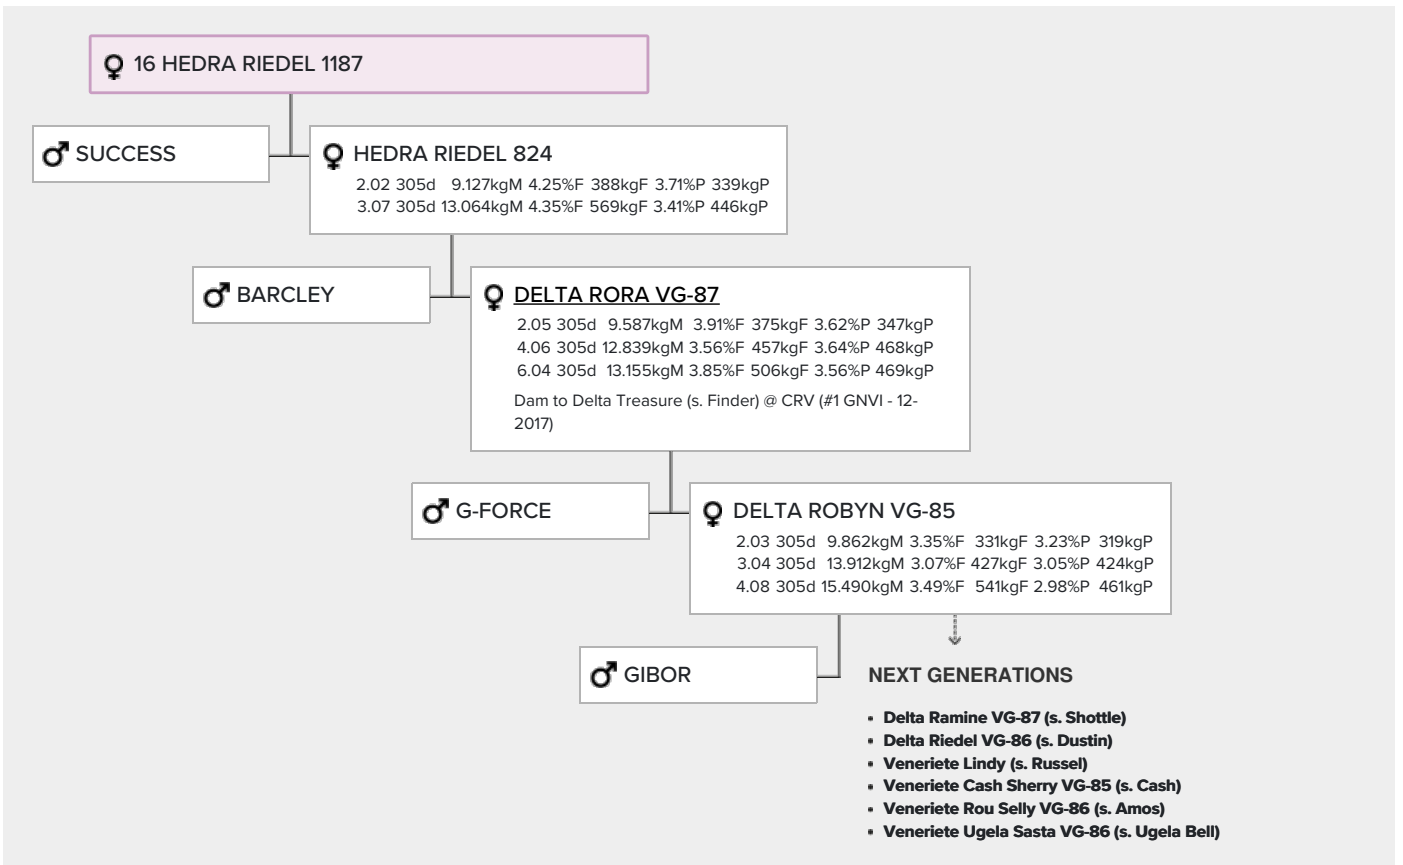 16 HEDRA RIEDEL 1187
SUCCESS
HEDRA RIEDEL 824
2.02 305d 9.127kgM 4.25%F 388kgF 3.71%P 339kgP
3.07 305d 13.064kgM 4.35%F 569kgF 3.41%P 446kgP
BARCLEY
DELTA RORA VG-87
2.05 305d 9.587kgM 3.91%F 375kgF 3.62%P 347kgP
4.06 305d 12.839kgM 3.56%F 457kgF 3.64%P 468kgP
6.04 305d 13.155kgM 3.85%F 506kgF 3.56%P 469kgP
Dam to Delta Treasure (s. Finder) @ CRV (#1 GNVI - 12-
2017)
G-FORCE
DELTA ROBYN VG-85
2.03 305d 9.862kgM 3.35%F 331kgF 3.23%P 319kgP
3.04 305d 13.912kgM 3.07%F 427kgF 3.05%P 424kgP
4.08 305d 15.490kgM 3.49%F 541kgF 2.98%P 461kgP
GIBOR
NEXT GENERATIONS
• Delta Ramine VG-87 (s. Shottle)
• Delta Riedel VG-86 (s. Dustin)
• Veneriete Lindy (s. Russel)
• Veneriete Cash Sherry VG-85 (s. Cash)
• Veneriete Rou Selly VG-86 (s. Amos)
• Veneriete Ugela Sasta VG-86 (s. Ugela Bell)